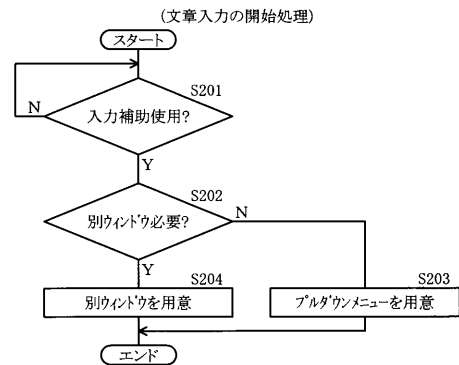 (文章入力の開始処理)
スタート
S201
入力補助使用?
N
Y
S202
別ウィンドウ必要?
N
Y
S204
別ウィンドウを用意
S203
プルダウンメニューを用意
エンド